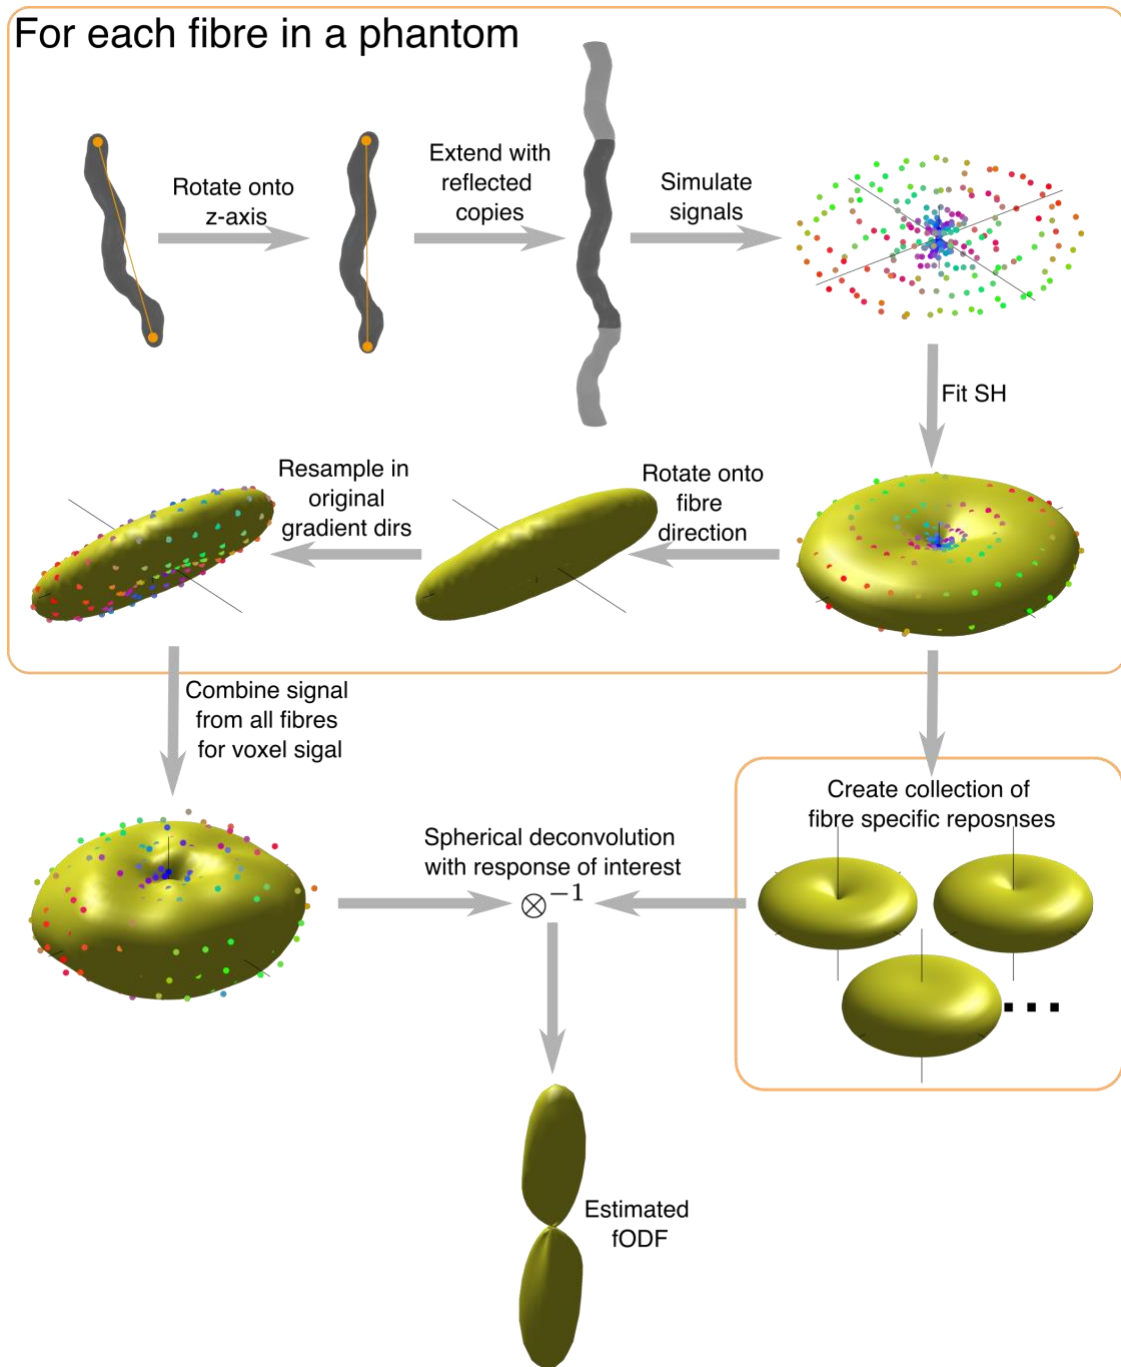 For each fibre in a phantom
Rotate onto
z-axis
Extend with
reflected
copies
Simulate
signals
Fit SH
Resample in
original
gradient dirs
Rotate onto
fibre
direction
Combine signal
from all fibres
for voxel sigal
Create collection of
fibre specific reposnses
Spherical deconvolution
with response of interest
⊗⁻¹
Estimated
fODF